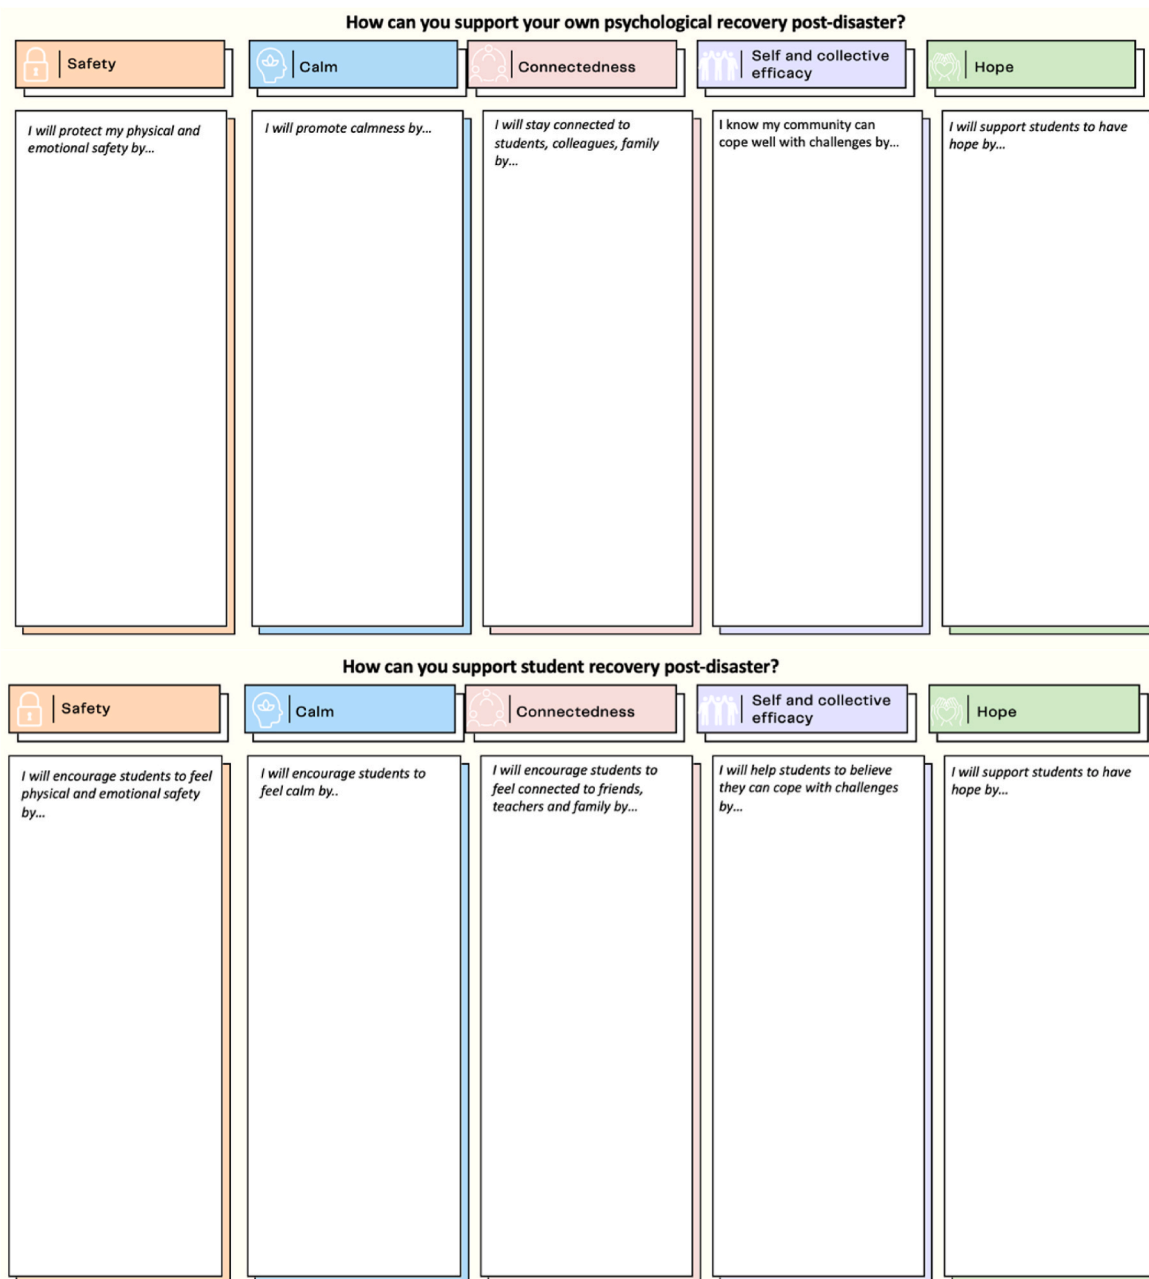 How can you support your own psychological recovery post-disaster?
Safety
Calm
Connectedness
Self and collective
efficacy
Hope
I will protect my physical and
emotional safety by...
I will promote calmness by...
I will stay connected to
students, colleagues, family
by...
I know my community can
cope well with challenges by...
I will support students to have
hope by...
How can you support student recovery post-disaster?
Safety
Calm
Connectedness
Self and collective
efficacy
Hope
I will encourage students to feel
physical and emotional safety
by...
I will encourage students to
feel calm by..
I will encourage students to
feel connected to friends,
teachers and family by...
I will help students to believe
they can cope with challenges
by...
I will support students to have
hope by...